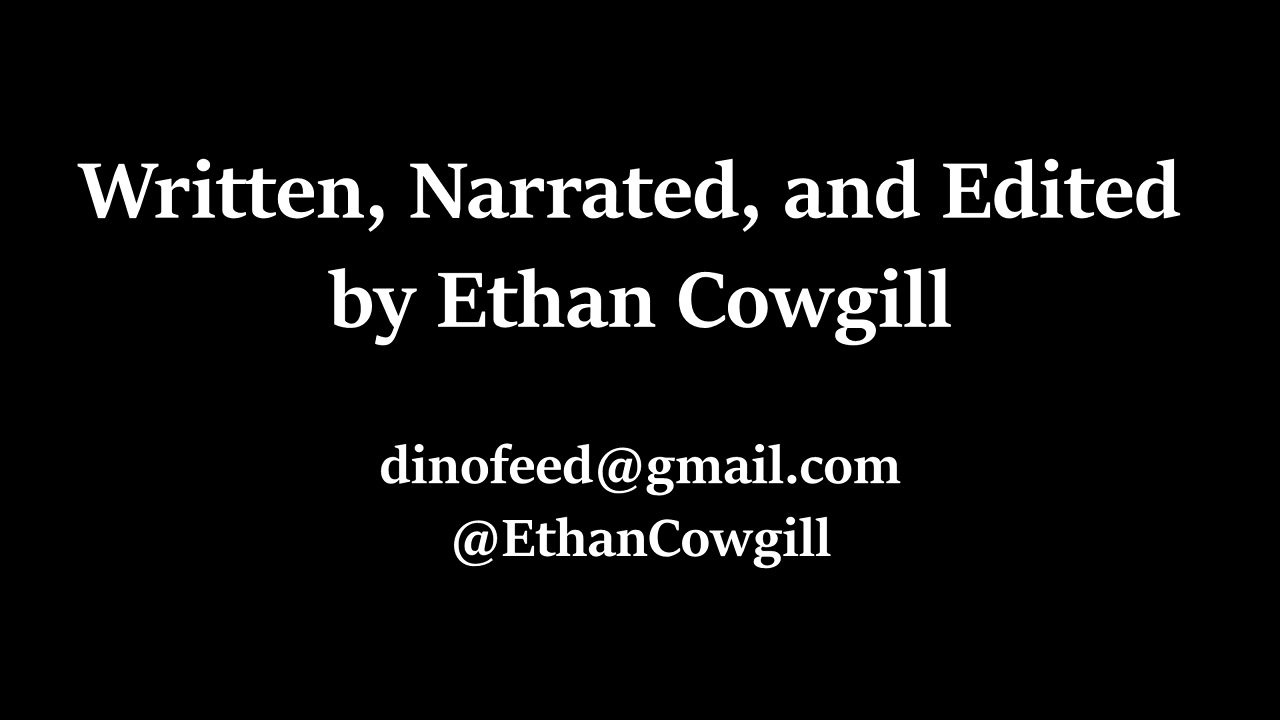 Written, Narrated, and Edited
by Ethan Cowgill
dinofeed@gmail.com
@EthanCowgill